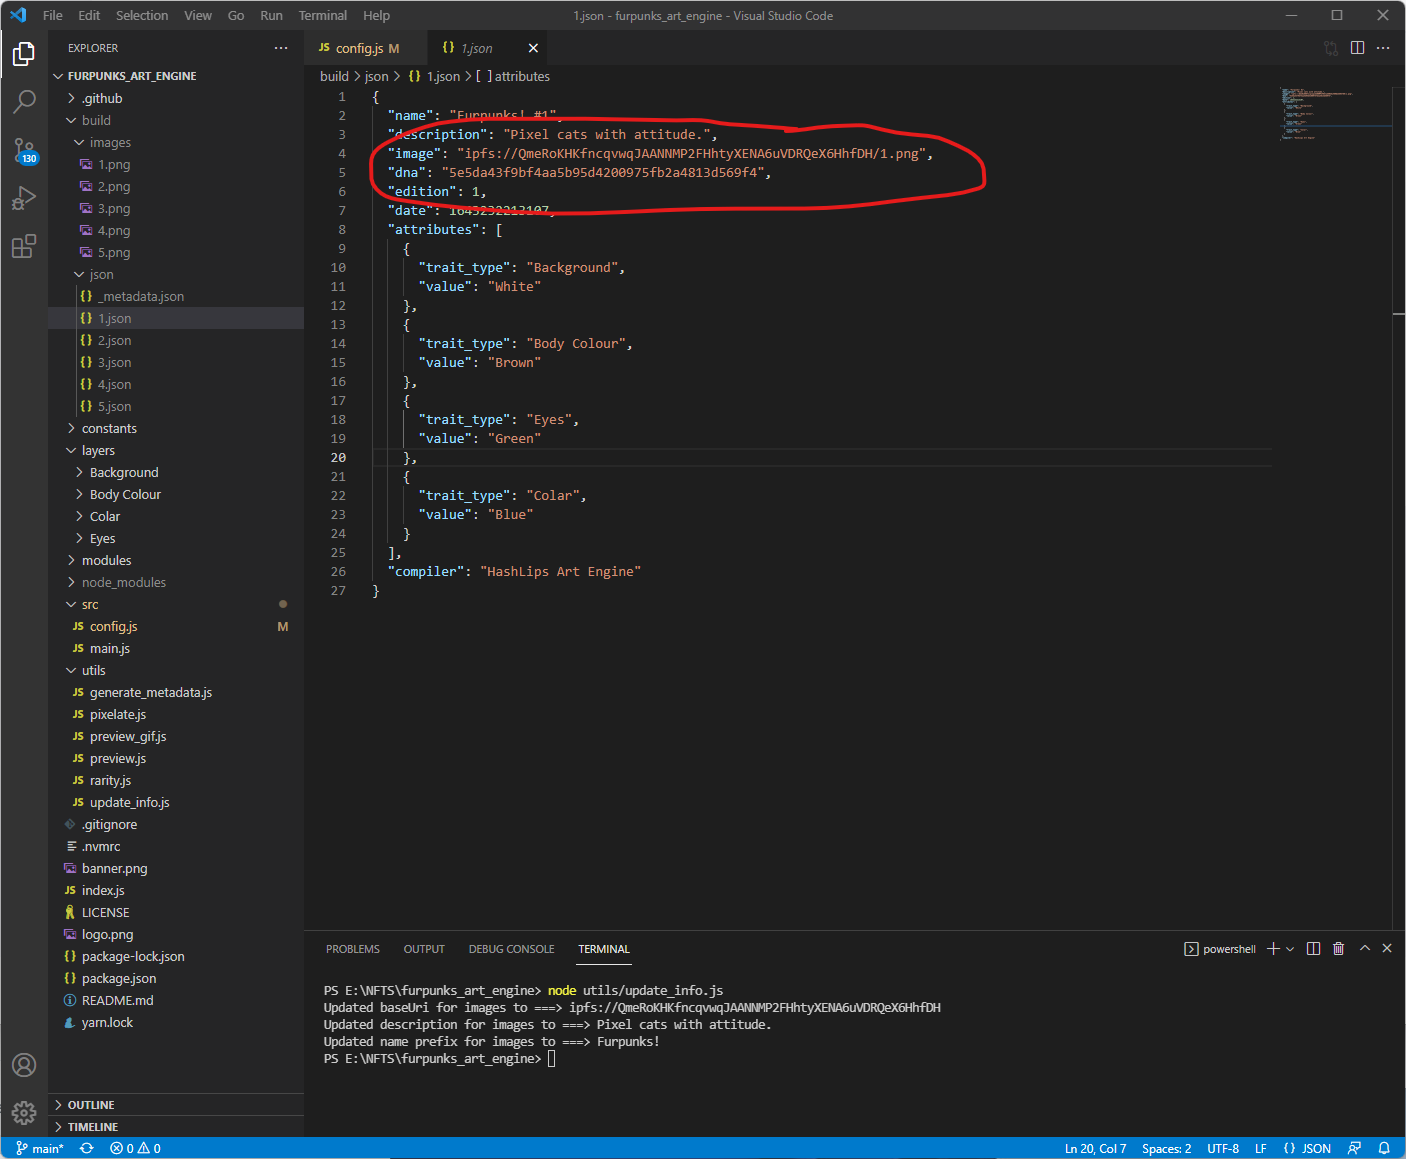 File Edit Selection View Go Run Terminal Help
1.json - furpunks_art_engine - Visual Studio Code
EXPLORER
FURPUNKS_ART_ENGINE
.github
build
images
1.png
2.png
3.png
4.png
5.png
json
_metadata.json
1.json
2.json
3.json
4.json
5.json
constants
layers
Background
Body Colour
Colar
Eyes
modules
node_modules
src
JS config.js M
JS main.js
utils
JS generate_metadata.js
JS pixelate.js
JS preview_gif.js
JS preview.js
JS rarity.js
JS update_info.js
.gitignore
.nvmrc
banner.png
JS index.js
LICENSE
logo.png
{} package-lock.json
{} package.json
README.md
yarn.lock
OUTLINE
TIMELINE
130
JS config.js M
{} 1.json
build > json > {} 1.json > [ ] attributes
1 {
2 "name": "Furpunks! #1",
3 "description": "Pixel cats with attitude.",
4 "image": "ipfs://QmeRoKHKfncqvwqJAANNMP2FHhtyXENA6uVDRQeX6HhfDH/1.png",
5 "dna": "5e5da43f9bf4aa5b95d4200975fb2a4813d569f4",
6 "edition": 1,
7 "date": 1645232213107,
8 "attributes": [
9 {
10 "trait_type": "Background",
11 "value": "White"
12 },
13 {
14 "trait_type": "Body Colour",
15 "value": "Brown"
16 },
17 {
18 "trait_type": "Eyes",
19 "value": "Green"
20 },
21 {
22 "trait_type": "Colar",
23 "value": "Blue"
24 }
25 ],
26 "compiler": "HashLips Art Engine"
27 }
PROBLEMS OUTPUT DEBUG CONSOLE TERMINAL
powershell
PS E:\NFTS\furpunks_art_engine> node utils/update_info.js
Updated baseUri for images to ===> ipfs://QmeRoKHKfncqvwqJAANNMP2FHhtyXENA6uVDRQeX6HhfDH
Updated description for images to ===> Pixel cats with attitude.
Updated name prefix for images to ===> Furpunks!
PS E:\NFTS\furpunks_art_engine>
main* 0 0
Ln 20, Col 7 Spaces: 2 UTF-8 LF {} JSON